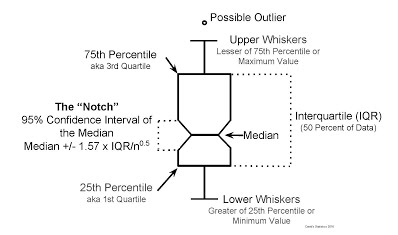 Possible Outlier
Upper Whiskers
Lesser of 75th Percentile or
Maximum Value
75th Percentile
aka 3rd Quartile
The “Notch”
95% Confidence Interval of
the Median
Median +/- 1.57 x IQR/n0.5
Median
Interquartile (IQR)
(50 Percent of Data)
25th Percentile
aka 1st Quartile
Lower Whiskers
Greater of 25th Percentile or
Minimum Value